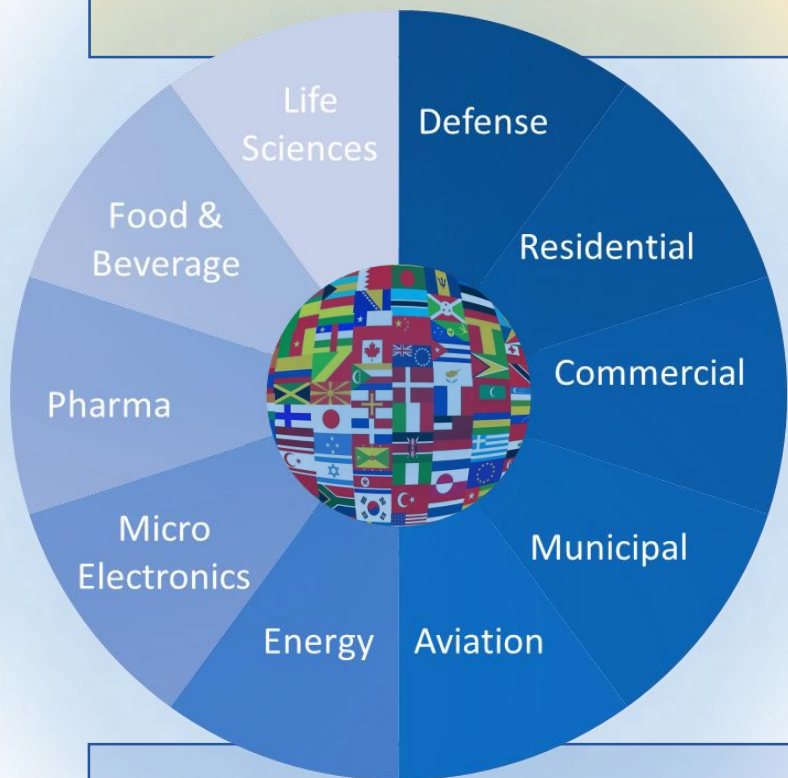 Life
Sciences
Defense
Food &
Beverage
Residential
Pharma
Commercial
Micro
Electronics
Municipal
Energy
Aviation